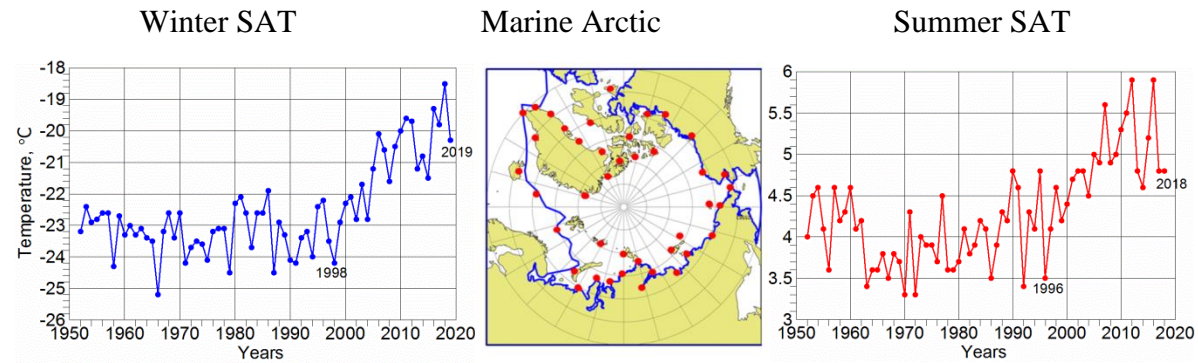 Winter SAT
Marine Arctic
Summer SAT
Temperature, °C
-18
-19
-20
-21
-22
-23
-24
-25
-26
1998
2019
1950 1960 1970 1980 1990 2000 2010 2020
Years
6
5.5
5
4.5
4
3.5
3
1996
2018
1950 1960 1970 1980 1990 2000 2010 2020
Years